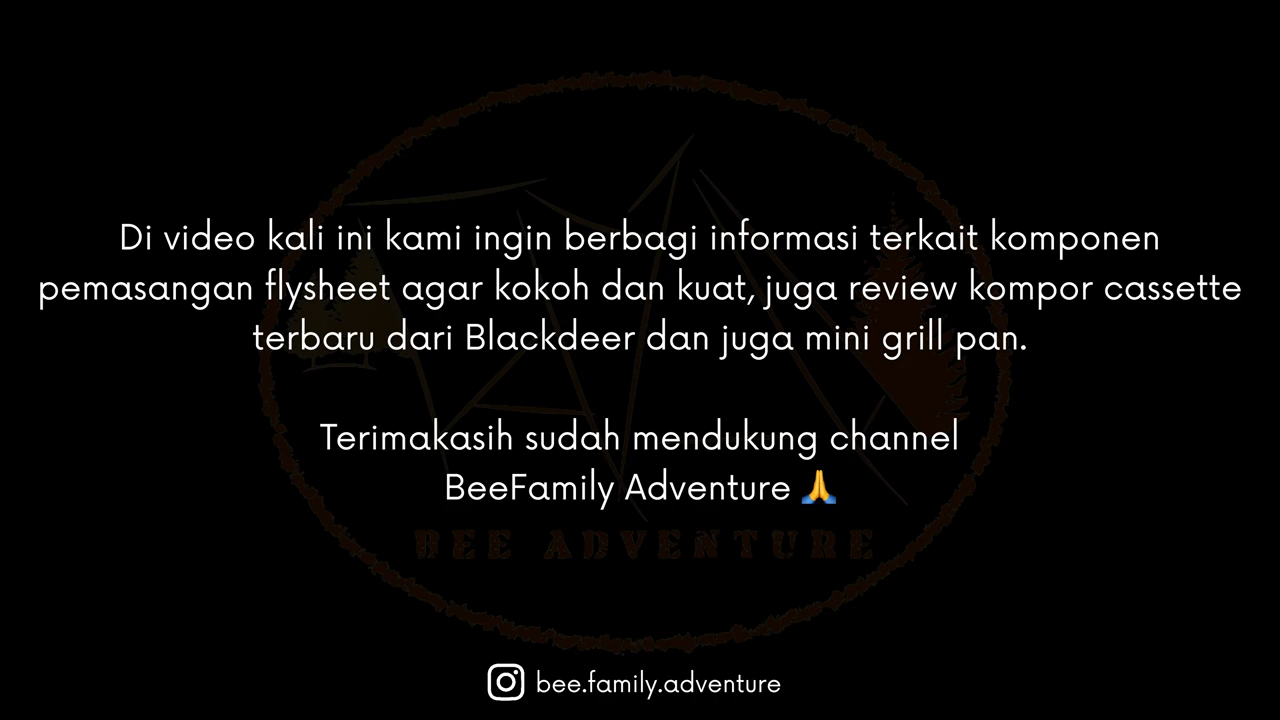 Di video kali ini kami ingin berbagi informasi terkait komponen
pemasangan flysheet agar kokoh dan kuat, juga review kompor cassette
terbaru dari Blackdeer dan juga mini grill pan.
Terimakasih sudah mendukung channel
BeeFamily Adventure 🙏
BEE ADVENTURE
bee.family.adventure